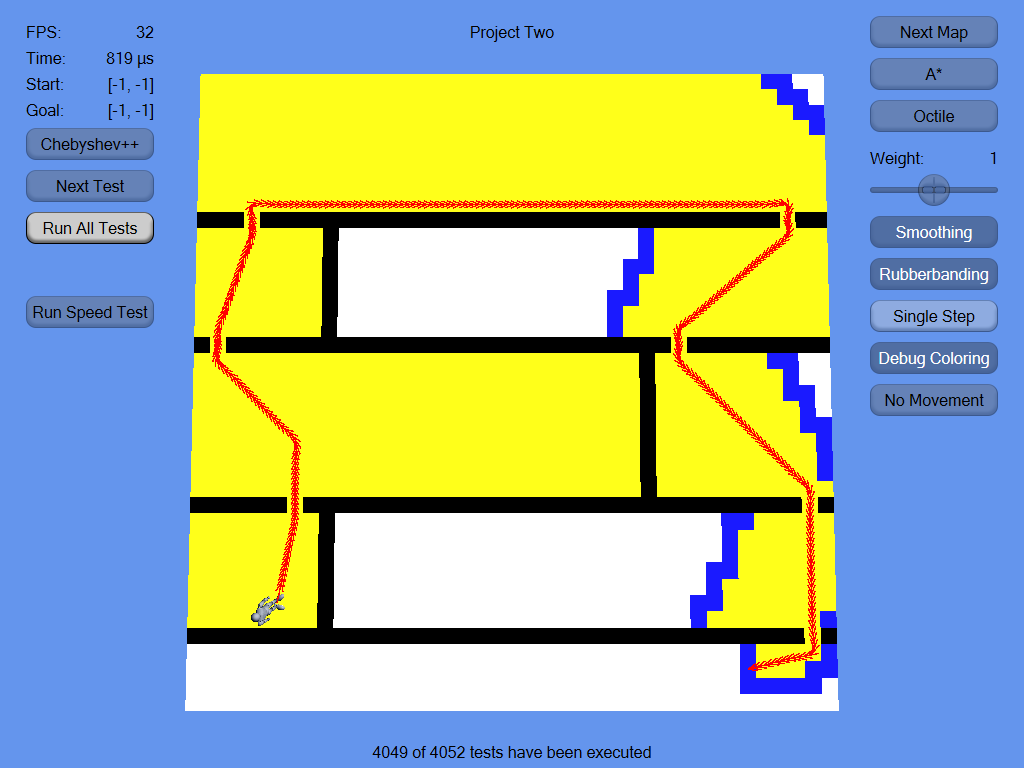 FPS: 32
Time: 819 µs
Start: [-1, -1]
Goal: [-1, -1]
Chebyshev++
Next Test
Run All Tests
Run Speed Test
Project Two
Next Map
A*
Octile
Weight: 1
Smoothing
Rubberbanding
Single Step
Debug Coloring
No Movement
4049 of 4052 tests have been executed